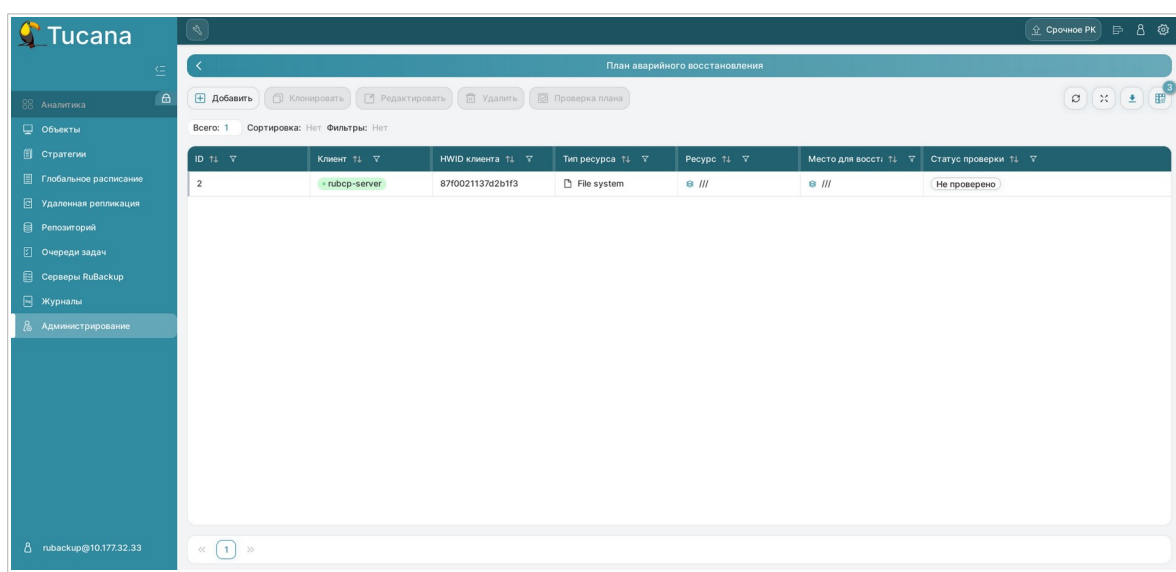 Tucana
Срочное РК
План аварийного восстановления
Аналитика
Объекты
Стратегии
Глобальное расписание
Удаленная репликация
Репозиторий
Очереди задач
Серверы RuBackup
Журналы
Администрирование
rubackup@10.177.32.33
Добавить Клонировать Редактировать Удалить Проверка плана
3
Всего: 1 Сортировка: Нет Фильтры: Нет
ID Клиент HWID клиента Тип ресурса Ресурс Место для восст Статус проверки
2 rubcp-server 87f0021137d2b1f3 File system /// /// Не проверено
1